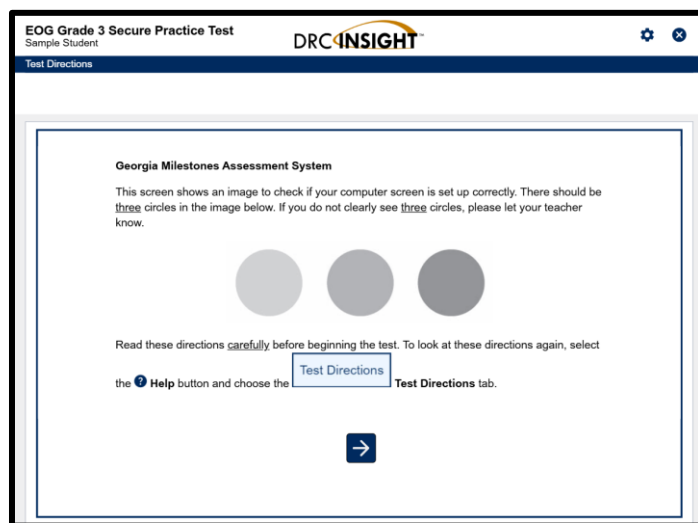 EOG Grade 3 Secure Practice Test
Sample Student
DRC INSIGHT™
Test Directions
Georgia Milestones Assessment System
This screen shows an image to check if your computer screen is set up correctly. There should be
three circles in the image below. If you do not clearly see three circles, please let your teacher
know.
Read these directions carefully before beginning the test. To look at these directions again, select
the ? Help button and choose the Test Directions Test Directions tab.